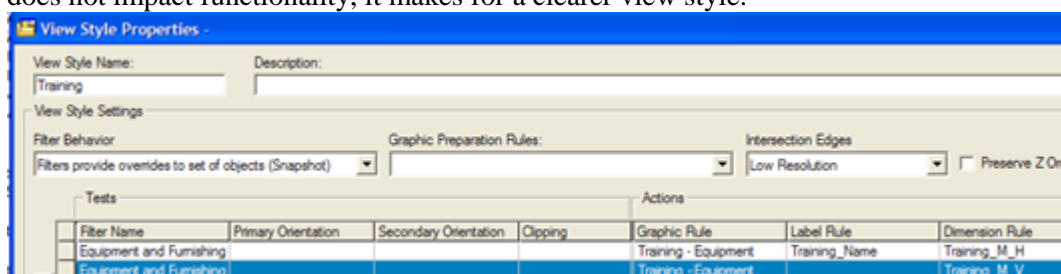 does not impact functionality, it makes for a clearer view style.
View Style Properties -
View Style Name: Description:
Training
View Style Settings
Filter Behavior Graphic Preparation Rules: Intersection Edges
Filters provide overrides to set of objects (Snapshot) Low Resolution Preserve Z Or
Tests Actions
Filter Name Primary Orientation Secondary Orientation Clipping Graphic Rule Label Rule Dimension Rule
Equipment and Furnishing Training - Equipment Training_Name Training_M_H
Equipment and Furnishing Training - Equipment Training_M_V